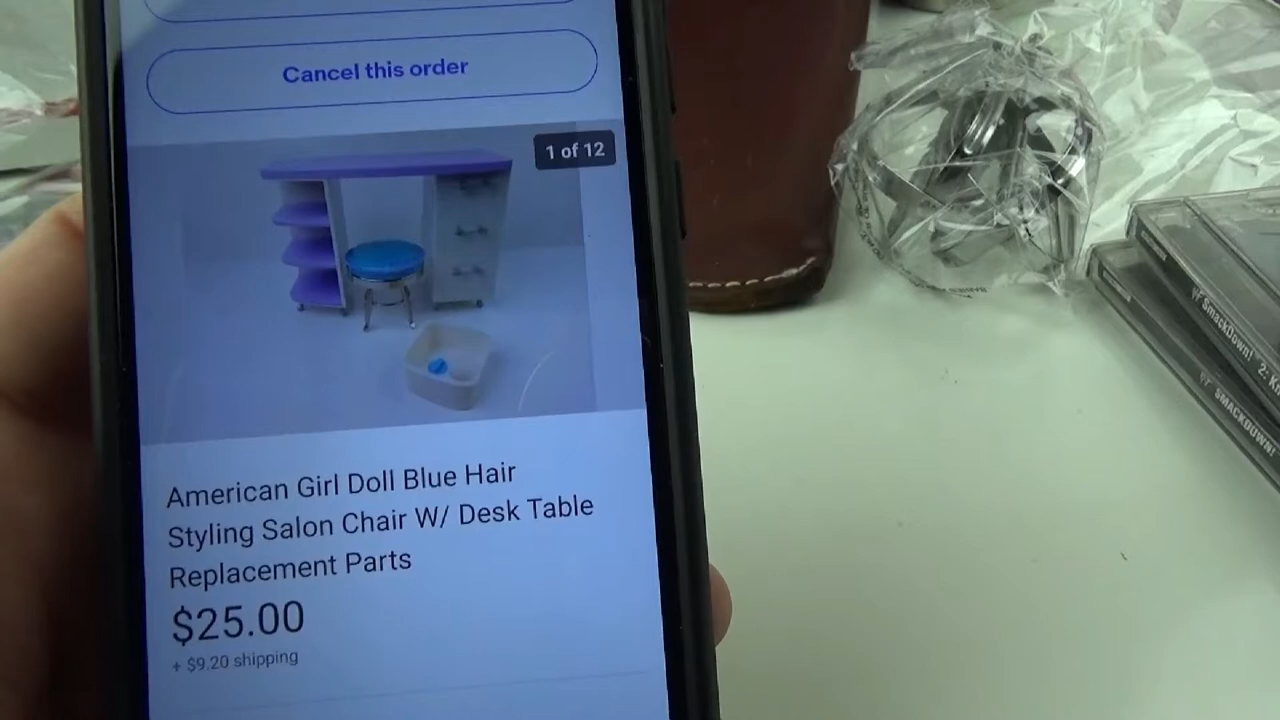 Cancel this order
1 of 12
American Girl Doll Blue Hair
Styling Salon Chair W/ Desk Table
Replacement Parts
$25.00
+ $9.20 shipping
SmackDown! 2:
SMACKDOWN!